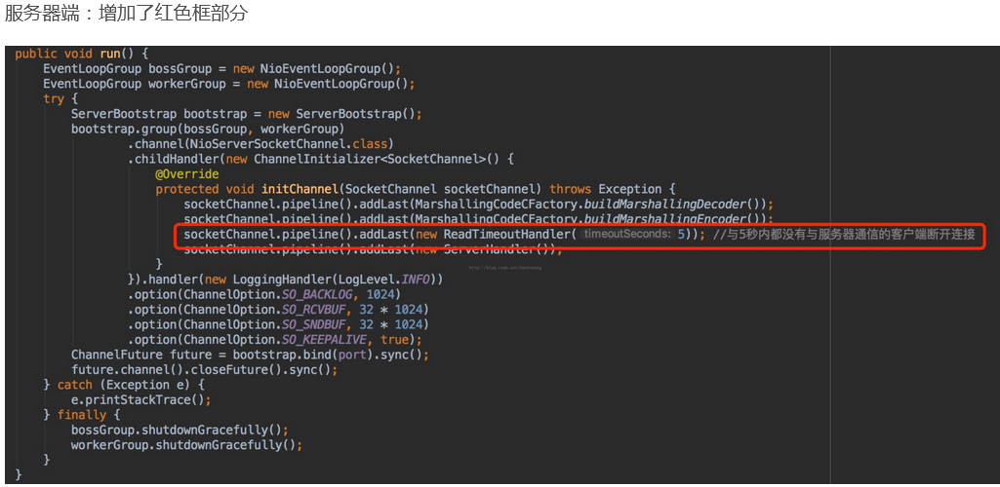 服务器端：增加了红色框部分
public void run() {
EventLoopGroup bossGroup = new NioEventLoopGroup();
EventLoopGroup workerGroup = new NioEventLoopGroup();
try {
ServerBootstrap bootstrap = new ServerBootstrap();
bootstrap.group(bossGroup, workerGroup)
.channel(NioServerSocketChannel.class)
.childHandler(new ChannelInitializer<SocketChannel>() {
@Override
protected void initChannel(SocketChannel socketChannel) throws Exception {
socketChannel.pipeline().addLast(MarshallingCodeCFactory.buildMarshallingDecoder());
socketChannel.pipeline().addLast(MarshallingCodeCFactory.buildMarshallingEncoder());
socketChannel.pipeline().addLast(new ReadTimeoutHandler( timeoutSeconds: 5)); //与5秒内都没有与服务器通信的客户端断开连接
socketChannel.pipeline().addLast(new ServerHandler());
}
}).handler(new LoggingHandler(LogLevel.INFO))
.option(ChannelOption.SO_BACKLOG, 1024)
.option(ChannelOption.SO_RCVBUF, 32 * 1024)
.option(ChannelOption.SO_SNDBUF, 32 * 1024)
.option(ChannelOption.SO_KEEPALIVE, true);
ChannelFuture future = bootstrap.bind(port).sync();
future.channel().closeFuture().sync();
} catch (Exception e) {
e.printStackTrace();
} finally {
bossGroup.shutdownGracefully();
workerGroup.shutdownGracefully();
}
}